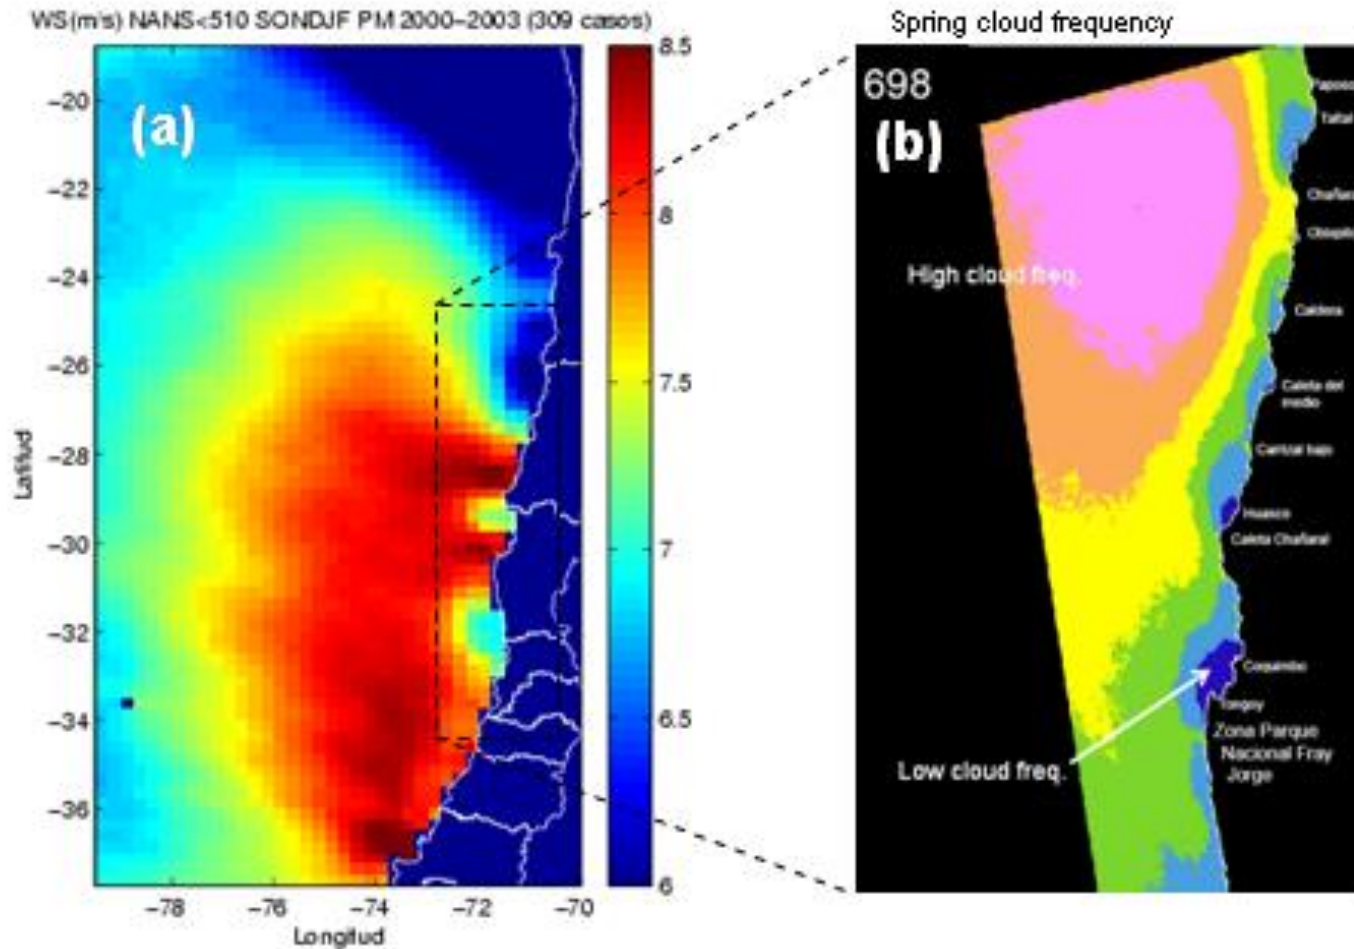 WS(m/s) NANS<510 SONDJF PM 2000-2003 (309 casos)
(a)
-20
-22
-24
-26
-28
-30
-32
-34
-36
Latitud
-78
-76
-74
-72
-70
Longitud
8.5
8
7.5
7
6.5
6
Spring cloud frequency
698
(b)
Paposo
Taltal
Chañaral
High cloud freq.
Caldera
Caleta del
medio
Carrizal bajo
Huasco
Caleta Chañaral
Coquimbo
Tongoy
Zona Parque
Nacional Fray
Jorge
Low cloud freq.